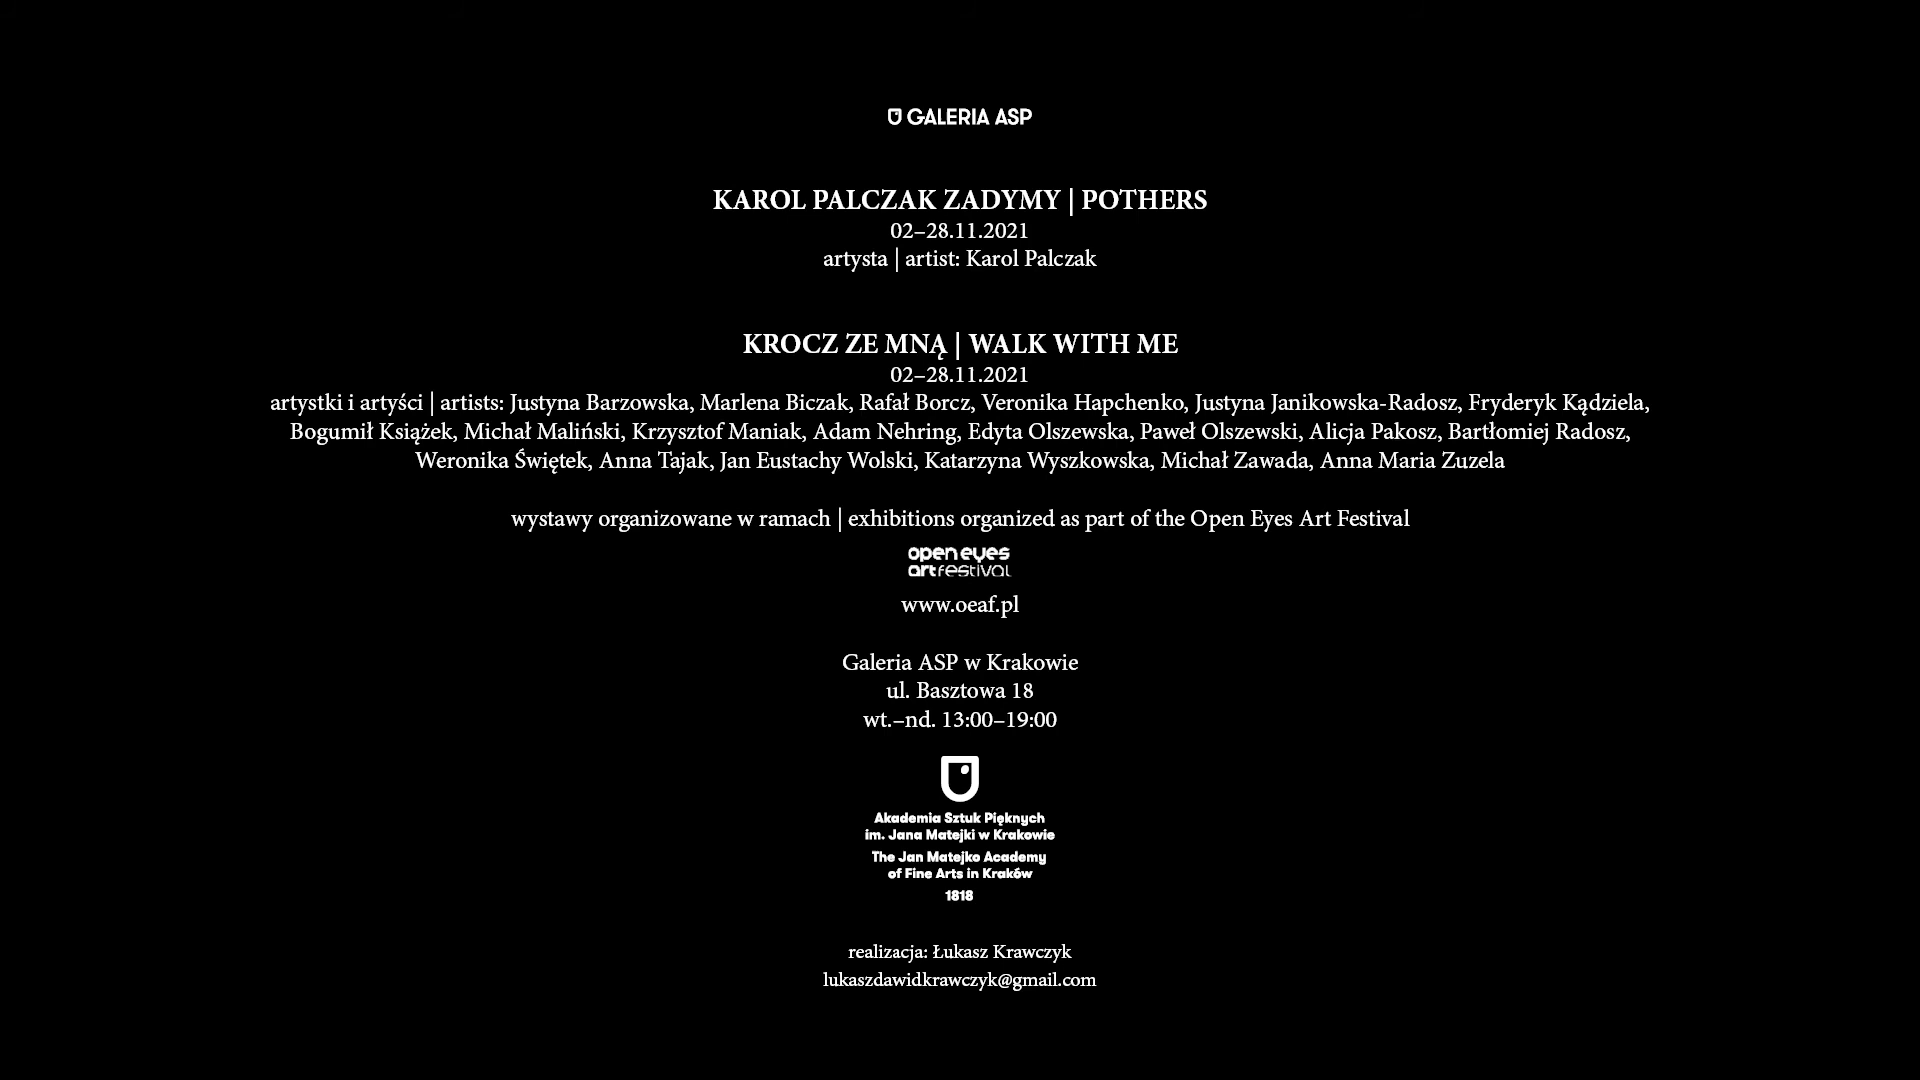 GALERIA ASP
KAROL PALCZAK ZADYMY | POTHERS
02–28.11.2021
artysta | artist: Karol Palczak
KROCZ ZE MNĄ | WALK WITH ME
02–28.11.2021
artystki i artyści | artists: Justyna Barzowska, Marlena Biczak, Rafał Borcz, Veronika Hapchenko, Justyna Janikowska-Radosz, Fryderyk Kądziela,
Bogumił Książek, Michał Maliński, Krzysztof Maniak, Adam Nehring, Edyta Olszewska, Paweł Olszewski, Alicja Pakosz, Bartłomiej Radosz,
Weronika Świętek, Anna Tajak, Jan Eustachy Wolski, Katarzyna Wyszkowska, Michał Zawada, Anna Maria Zuzela
wystawy organizowane w ramach | exhibitions organized as part of the Open Eyes Art Festival
open eyes
art festival
www.oeaf.pl
Galeria ASP w Krakowie
ul. Basztowa 18
wt.–nd. 13:00–19:00
Akademia Sztuk Pięknych
im. Jana Matejki w Krakowie
The Jan Matejko Academy
of Fine Arts in Kraków
1818
realizacja: Łukasz Krawczyk
lukaszdawidkrawczyk@gmail.com